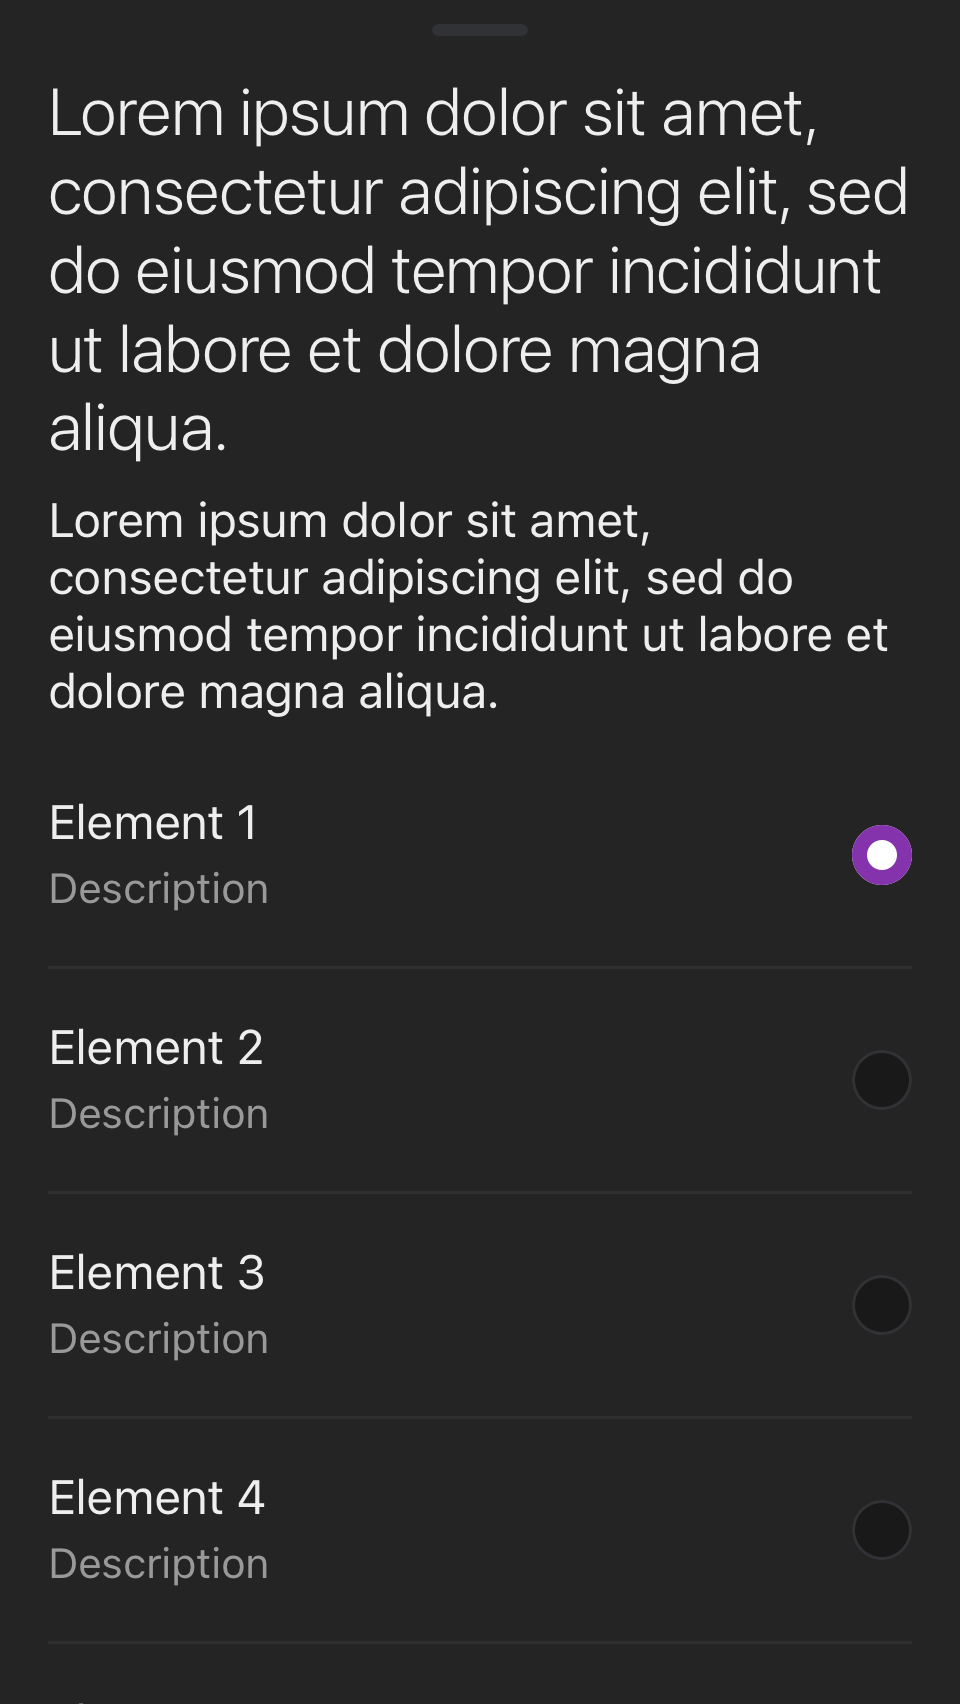 Lorem ipsum dolor sit amet,
consectetur adipiscing elit, sed
do eiusmod tempor incididunt
ut labore et dolore magna
aliqua.
Lorem ipsum dolor sit amet,
consectetur adipiscing elit, sed do
eiusmod tempor incididunt ut labore et
dolore magna aliqua.
Element 1
Description
Element 2
Description
Element 3
Description
Element 4
Description